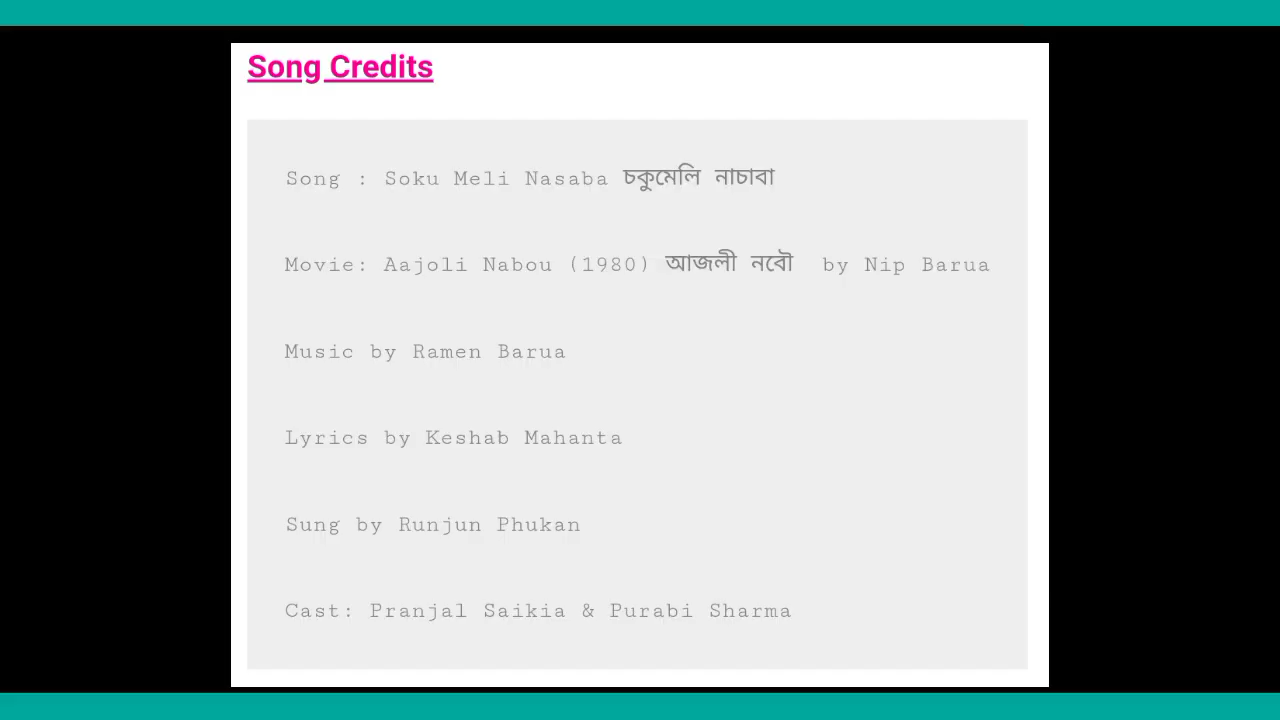 Song Credits
Song : Soku Meli Nasaba চকুমেলি নাচাবা
Movie: Aajoli Nabou (1980) আজলী নবৌ by Nip Barua
Music by Ramen Barua
Lyrics by Keshab Mahanta
Sung by Runjun Phukan
Cast: Pranjal Saikia & Purabi Sharma